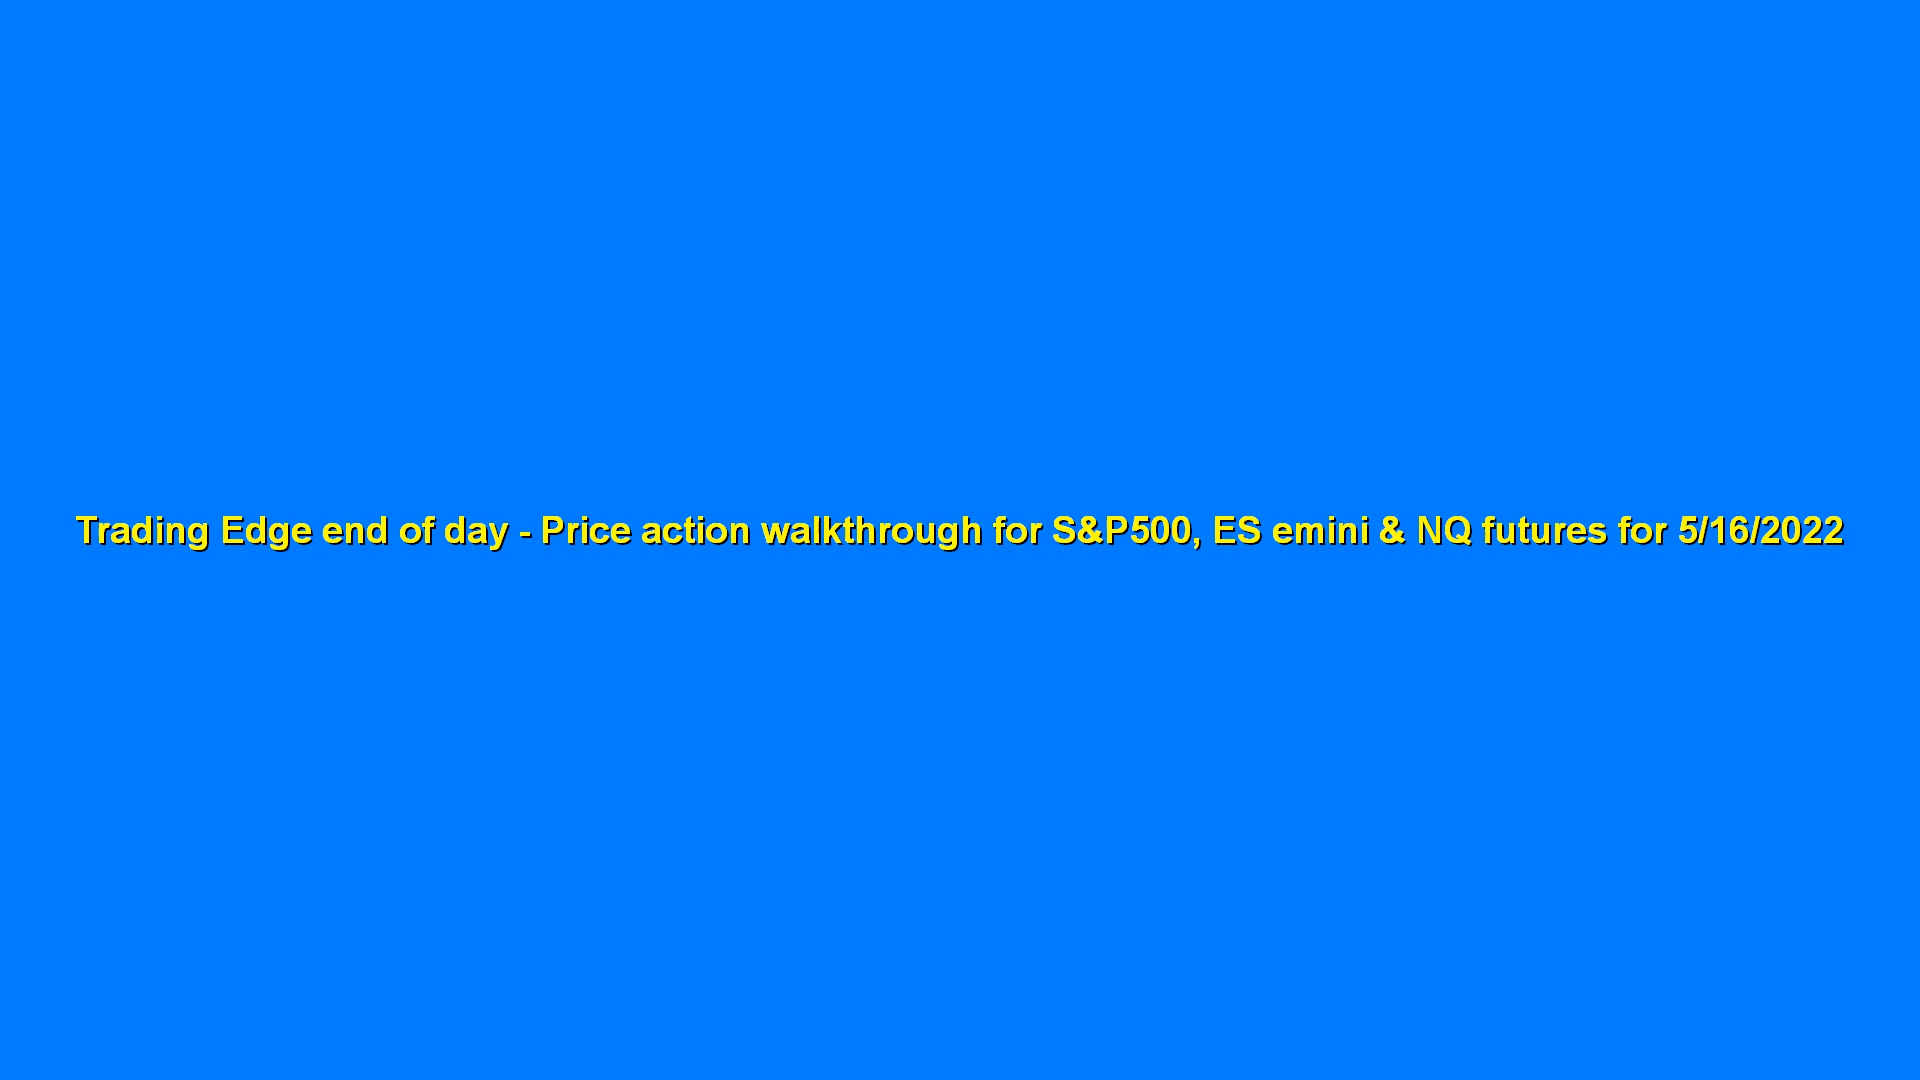 Trading Edge end of day - Price action walkthrough for S&P500, ES emini & NQ futures for 5/16/2022